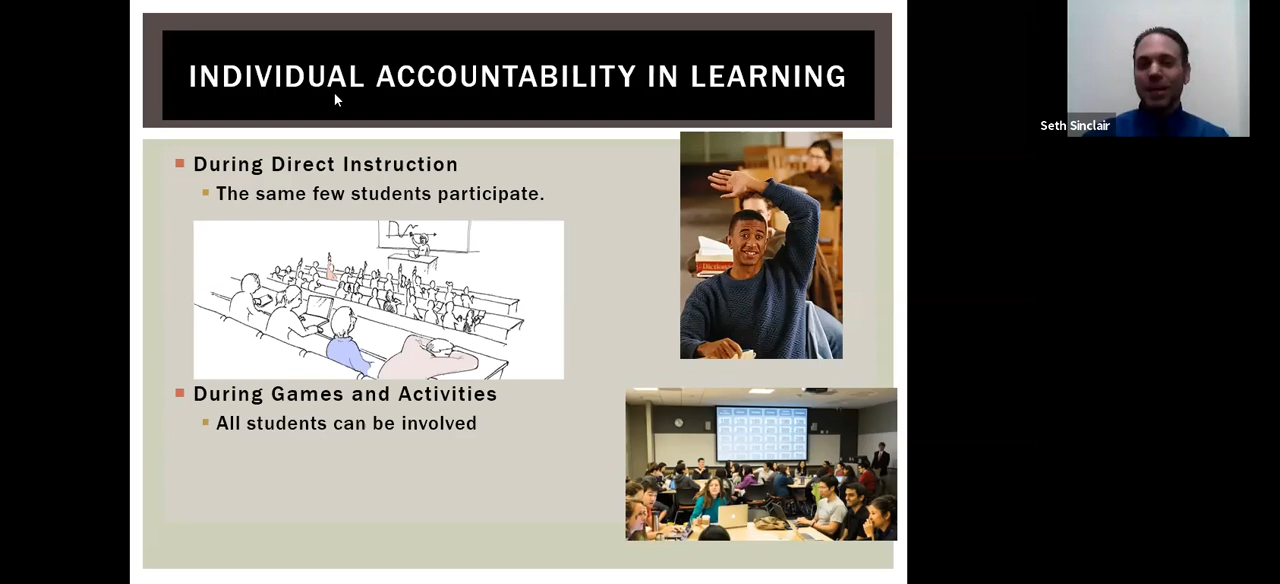 INDIVIDUAL ACCOUNTABILITY IN LEARNING
Seth Sinclair
During Direct Instruction
The same few students participate.
During Games and Activities
All students can be involved